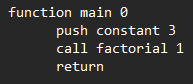 function main 0
push constant 3
call factorial 1
return